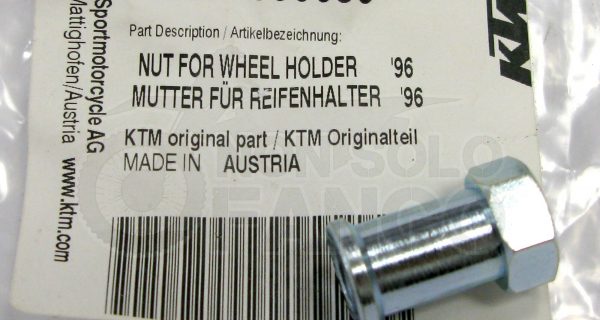 Part Description / Artikelbezeichnung:
NUT FOR WHEEL HOLDER '96
MUTTER FÜR REIFENHALTER '96
KTM original part / KTM Originalteil
MADE IN AUSTRIA
Sportmotorcycle AG
Mattighofen/Austria
www.ktm.com
KTM